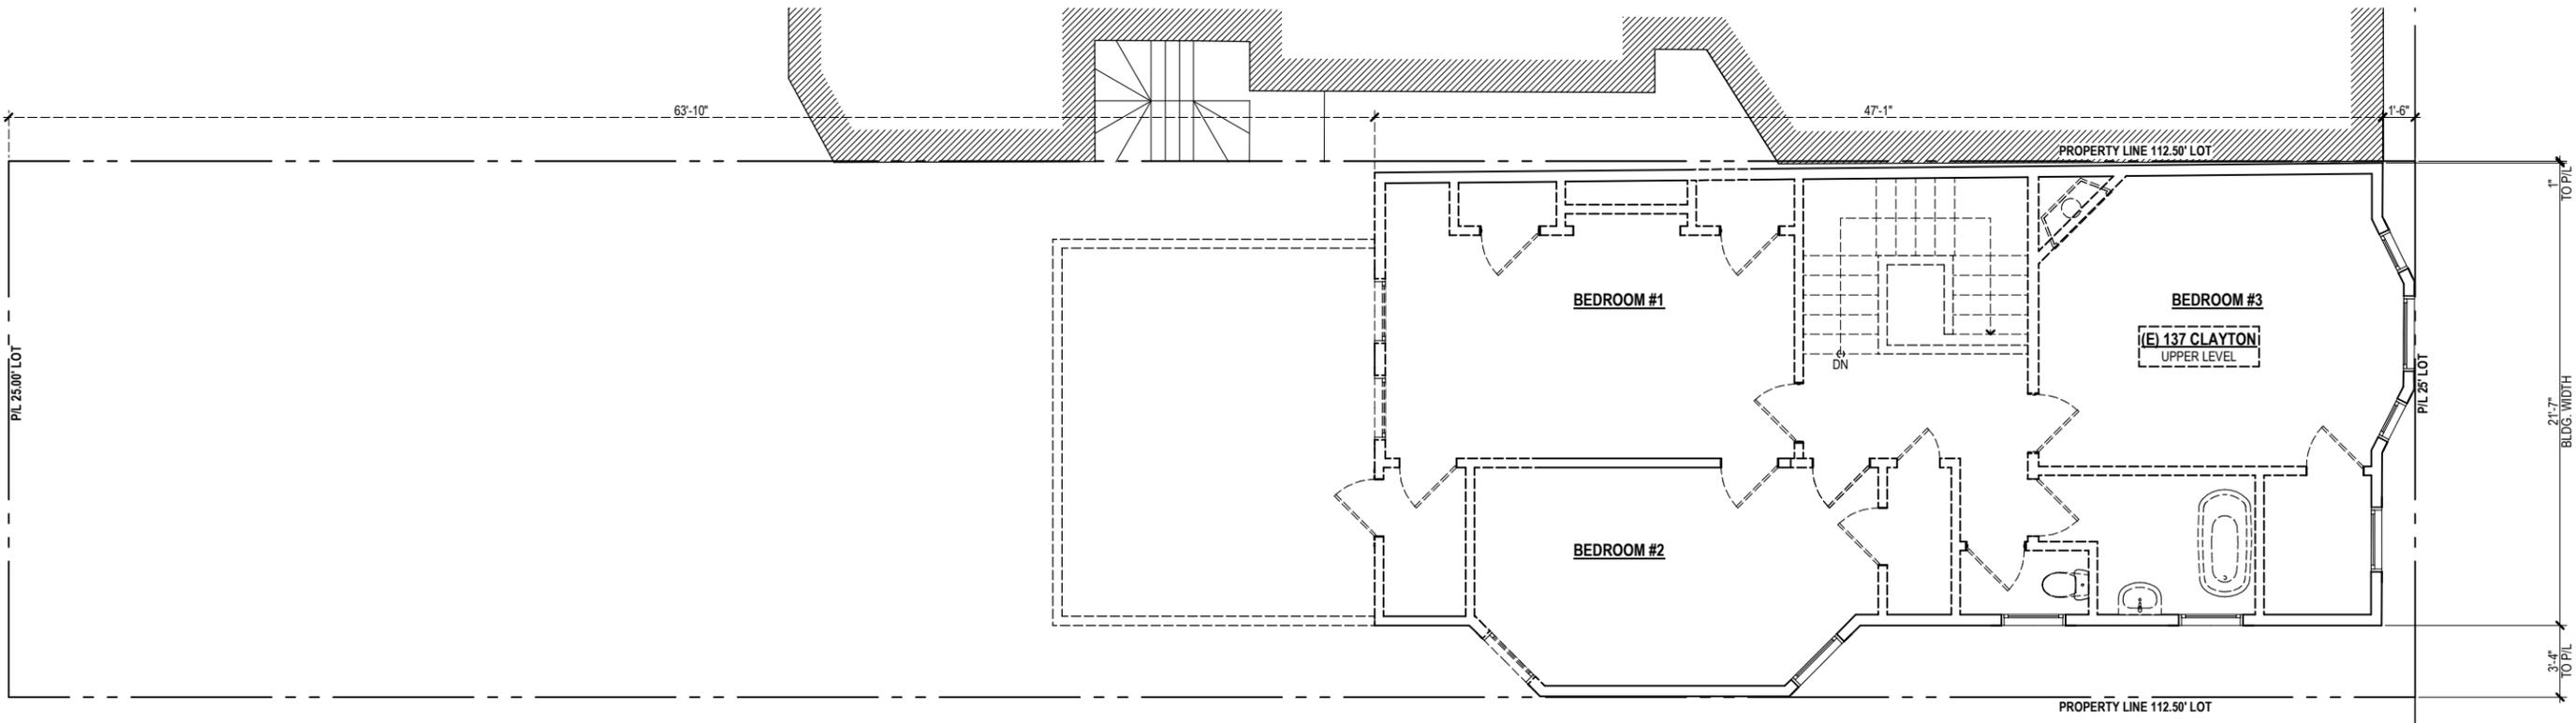 63'-10"
47'-1"
1'-6"
PROPERTY LINE 112.50' LOT
1"
TO P/L
BEDROOM #1
BEDROOM #3
(E) 137 CLAYTON
UPPER LEVEL
DN
P/L 25.00' LOT
P/L 25' LOT
21'-7"
BLDG. WIDTH
BEDROOM #2
3'-4"
TO P/L
PROPERTY LINE 112.50' LOT